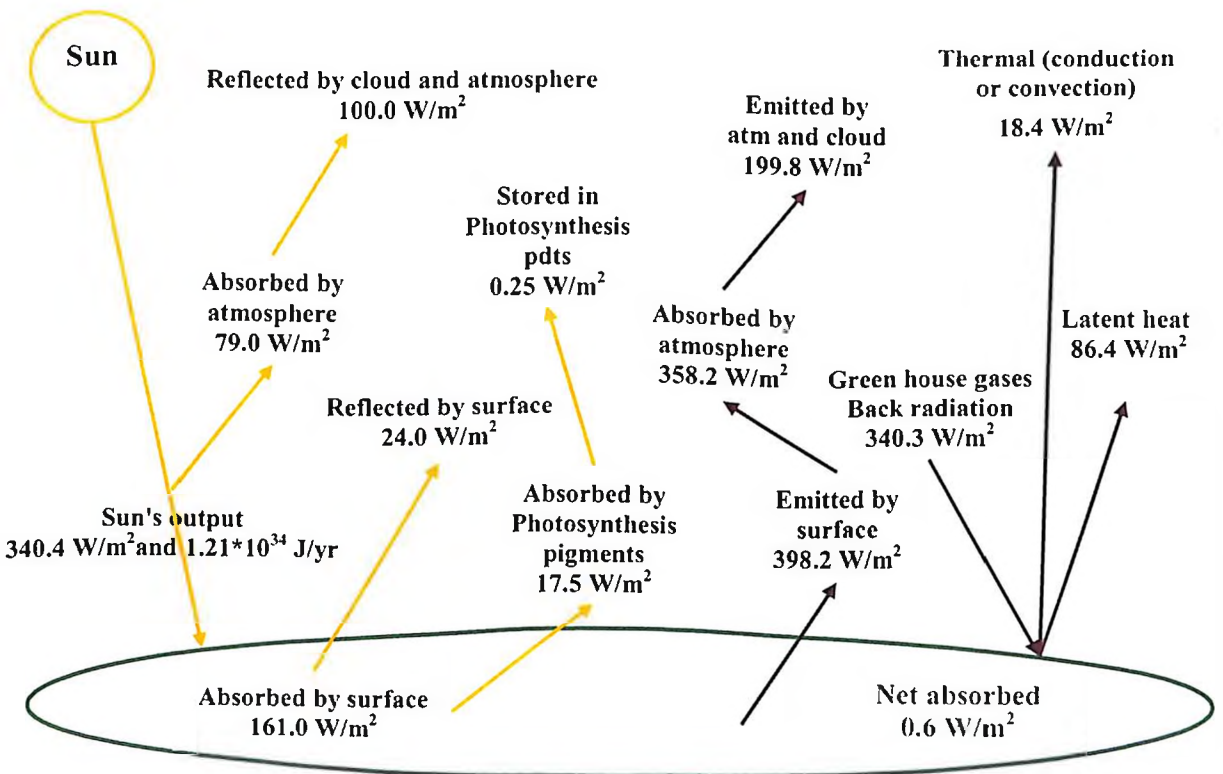 Sun
Reflected by cloud and atmosphere
100.0 W/m²
Absorbed by
atmosphere
79.0 W/m²
Sun's output
340.4 W/m²and 1.21*10³⁴ J/yr
Reflected by surface
24.0 W/m²
Stored in
Photosynthesis
pdts
0.25 W/m²
Absorbed by
Photosynthesis
pigments
17.5 W/m²
Absorbed by surface
161.0 W/m²
Emitted by
atm and cloud
199.8 W/m²
Absorbed by
atmosphere
358.2 W/m²
Emitted by
surface
398.2 W/m²
Green house gases
Back radiation
340.3 W/m²
Thermal (conduction
or convection)
18.4 W/m²
Latent heat
86.4 W/m²
Net absorbed
0.6 W/m²